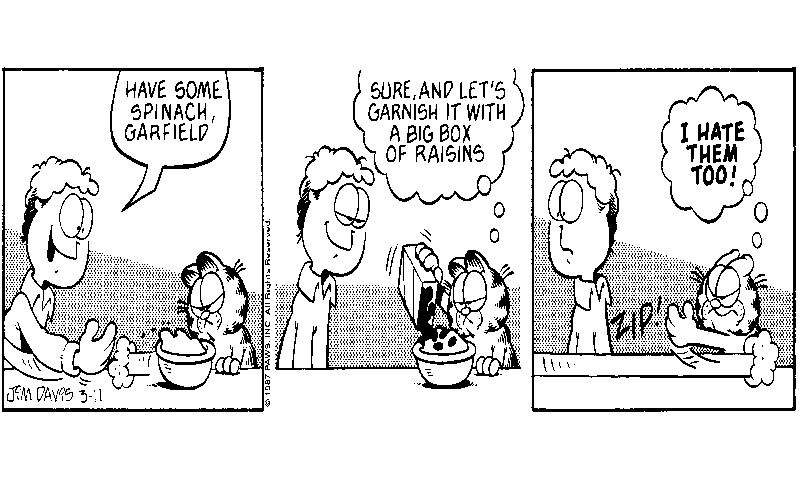 HAVE SOME
SPINACH,
GARFIELD
JIM DAVIS 3-11
© 1987 PAWS, INC. All Rights Reserved.
SURE, AND LET'S
GARNISH IT WITH
A BIG BOX
OF RAISINS
I HATE
THEM
TOO!
ZIP!